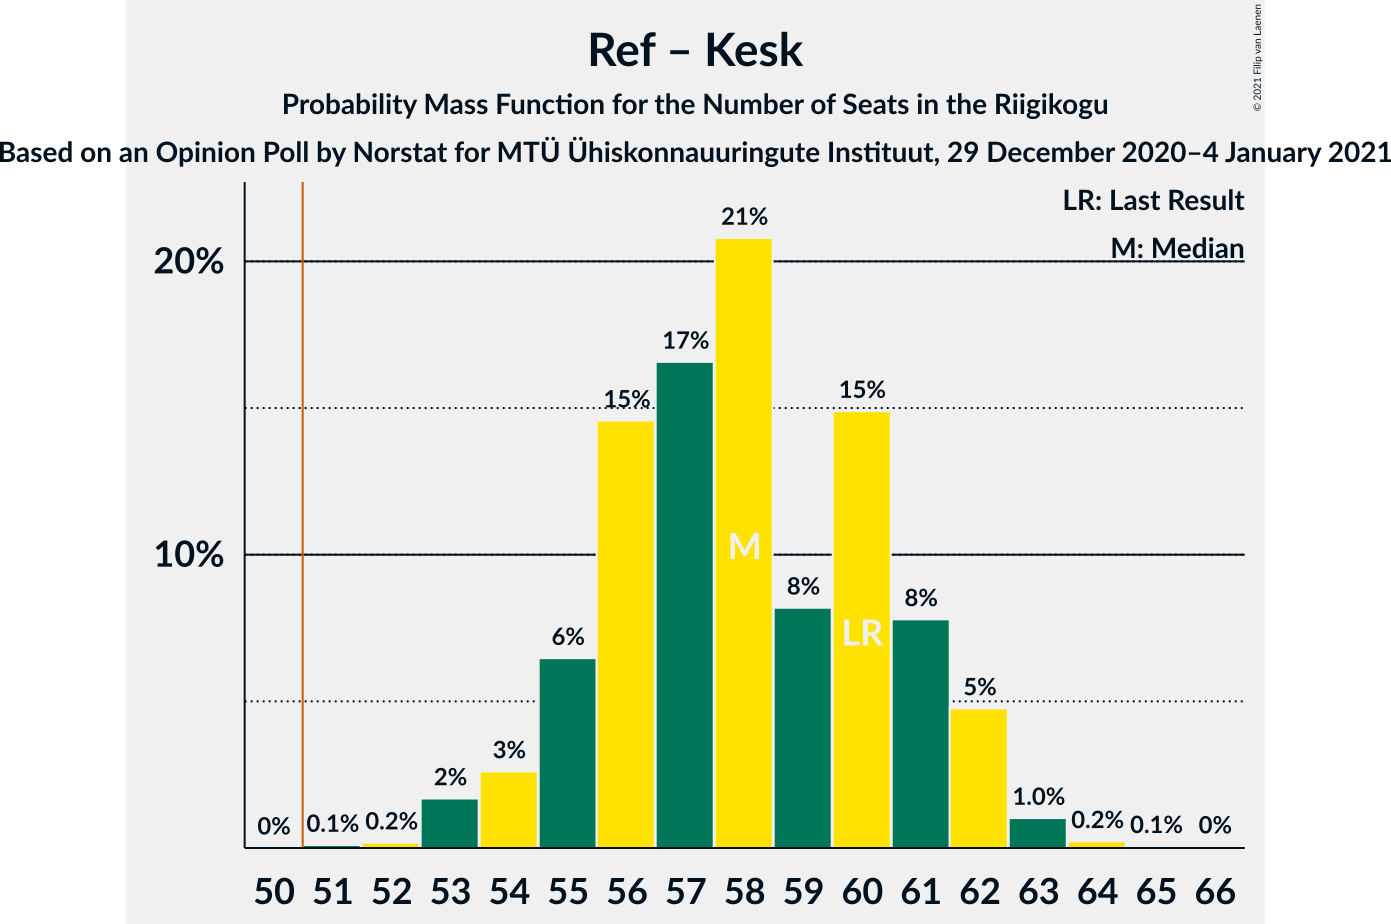 Ref – Kesk
Probability Mass Function for the Number of Seats in the Riigikogu
Based on an Opinion Poll by Norstat for MTÜ Ühiskonnauuringute Instituut, 29 December 2020–4 January 2021
© 2021 Filip van Laenen
LR: Last Result
M: Median
20%
10%
0%
0.1%
0.2%
2%
3%
6%
15%
17%
21%
8%
15%
8%
5%
1.0%
0.2%
0.1%
0%
M
LR
50 51 52 53 54 55 56 57 58 59 60 61 62 63 64 65 66